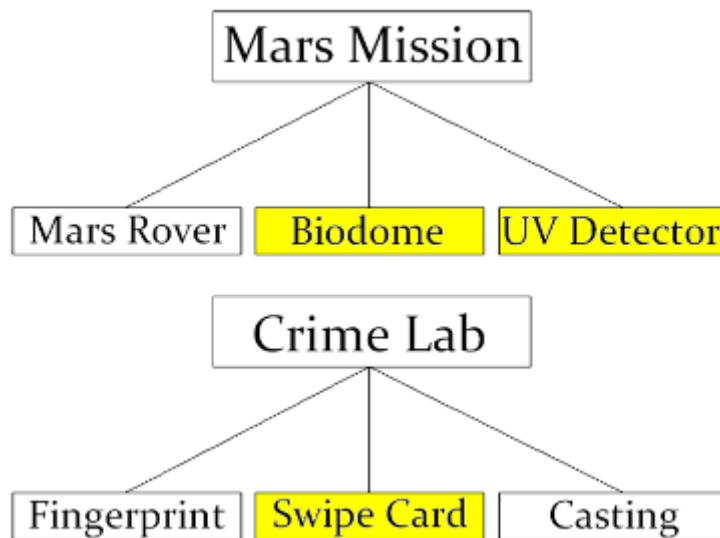 Mars Mission
Mars Rover
Biodome
UV Detector
Crime Lab
Fingerprint
Swipe Card
Casting